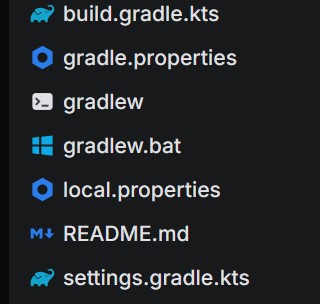 build.gradle.kts
gradle.properties
gradlew
gradlew.bat
local.properties
M↓ README.md
settings.gradle.kts